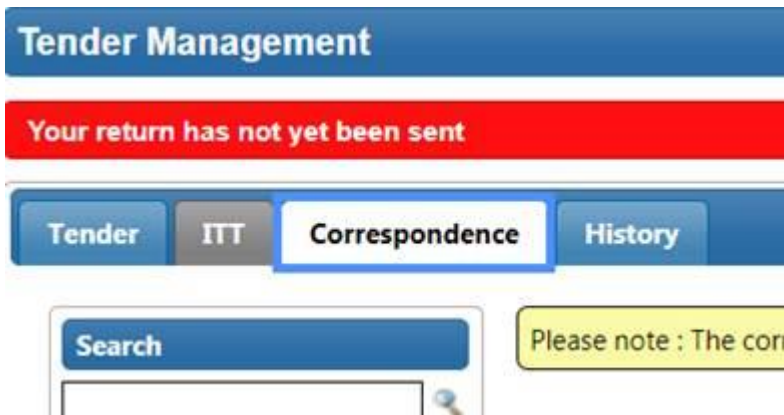 Tender Management
Your return has not yet been sent
Tender ITT Correspondence History
Search
Please note : The